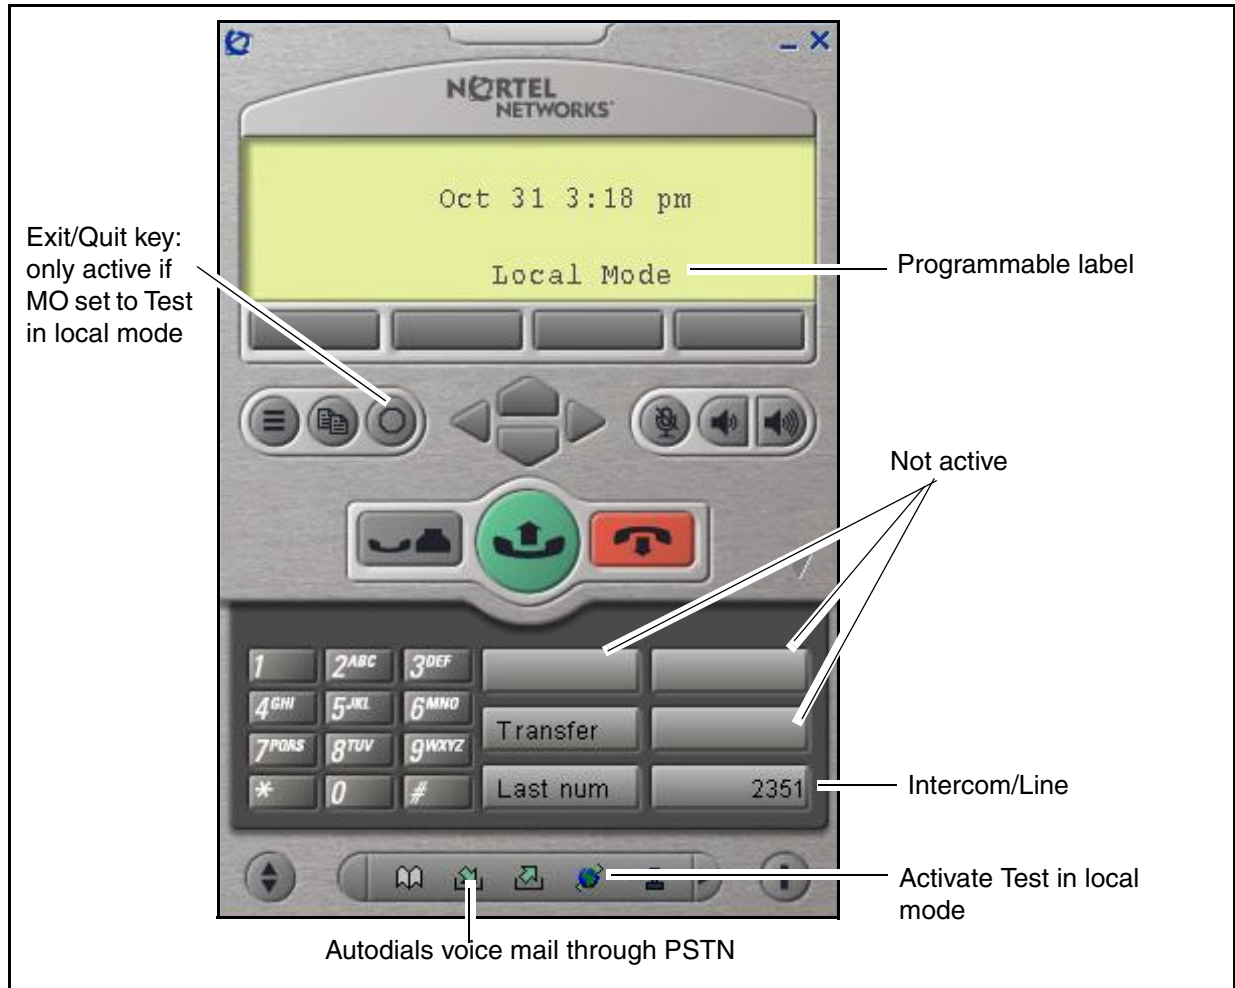 NORTEL
NETWORKS
Oct 31 3:18 pm
Exit/Quit key:
only active if
MO set to Test
in local mode
Local Mode
Programmable label
Not active
1
2ABC
3DEF
4GHI
5JKL
6MNO
Transfer
7PQRS
8TUV
9WXYZ
*
0
#
Last num
2351
Intercom/Line
Activate Test in local
mode
Autodials voice mail through PSTN